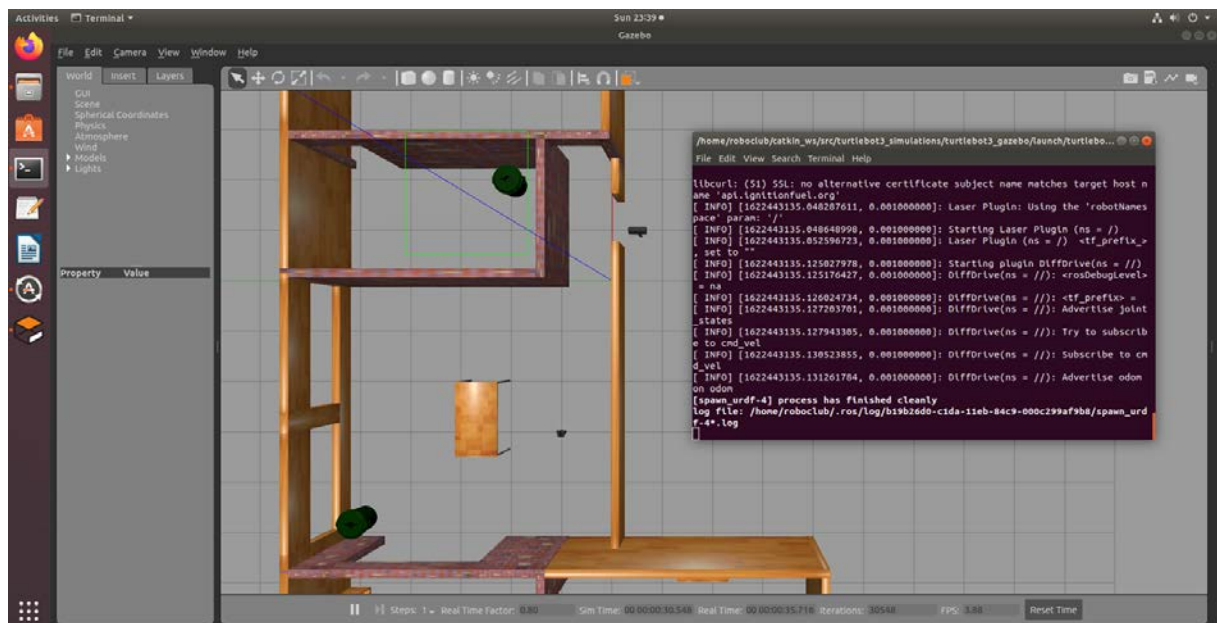 Activities Terminal Sun 23:39
Gazebo
File Edit Camera View Window Help
World Insert Layers
GUI
Scene
Spherical Coordinates
Physics
Atmosphere
Wind
Models
Lights
Property Value
/home/roboclub/catkin_ws/src/turtlebot3_simulations/turtlebot3_gazebo/launch/turtlebo...
File Edit View Search Terminal Help
libcurl: (51) SSL: no alternative certificate subject name matches target host n
ame 'api.ignitionfuel.org'
[ INFO] [1622443135.048287611, 0.001000000]: Laser Plugin: Using the 'robotNames
pace' param: '/'
[ INFO] [1622443135.048648998, 0.001000000]: Starting Laser Plugin (ns = /)
[ INFO] [1622443135.052596723, 0.001000000]: Laser Plugin (ns = /) <tf_prefix_>
, set to ""
[ INFO] [1622443135.125027978, 0.001000000]: Starting plugin DiffDrive(ns = //)
[ INFO] [1622443135.125176427, 0.001000000]: DiffDrive(ns = //): <rosDebugLevel>
= na
[ INFO] [1622443135.126024734, 0.001000000]: DiffDrive(ns = //): <tf_prefix> =
[ INFO] [1622443135.127203701, 0.001000000]: DiffDrive(ns = //): Advertise joint
_states
[ INFO] [1622443135.127943305, 0.001000000]: DiffDrive(ns = //): Try to subscrib
e to cmd_vel
[ INFO] [1622443135.130523855, 0.001000000]: DiffDrive(ns = //): Subscribe to cm
d_vel
[ INFO] [1622443135.131261784, 0.001000000]: DiffDrive(ns = //): Advertise odom
on odom
[spawn_urdf-4] process has finished cleanly
log file: /home/roboclub/.ros/log/b19b26d0-c1da-11eb-84c9-000c299af9b8/spawn_urd
f-4*.log
Steps: 1 Real Time Factor: 0.80 Sim Time: 00 00:00:30.548 Real Time: 00 00:00:35.716 Iterations: 30548 FPS: 3.88 Reset Time